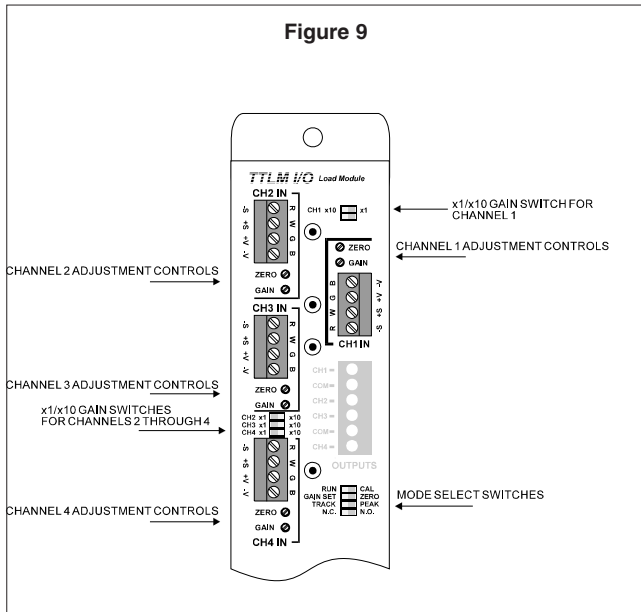 Figure 9
TTLM I/O Load Module
CH2 IN
-S +S +V -V
R W G B
ZERO
GAIN
CH1 x10 x1
x1/x10 GAIN SWITCH FOR
CHANNEL 1
ZERO
GAIN
CHANNEL 1 ADJUSTMENT CONTROLS
B G W R
-V +V +S -S
CH1 IN
CHANNEL 2 ADJUSTMENT CONTROLS
CH3 IN
-S +S +V -V
R W G B
ZERO
GAIN
CHANNEL 3 ADJUSTMENT CONTROLS
x1/x10 GAIN SWITCHES
FOR CHANNELS 2 THROUGH 4
CH2 x1 x10
CH3 x1 x10
CH4 x1 x10
CH1
COM
CH2
CH3
COM
CH4
OUTPUTS
-S +S +V -V
R W G B
ZERO
GAIN
CH4 IN
CHANNEL 4 ADJUSTMENT CONTROLS
RUN CAL
GAIN SET ZERO
TRACK PEAK
N.C. N.O.
MODE SELECT SWITCHES